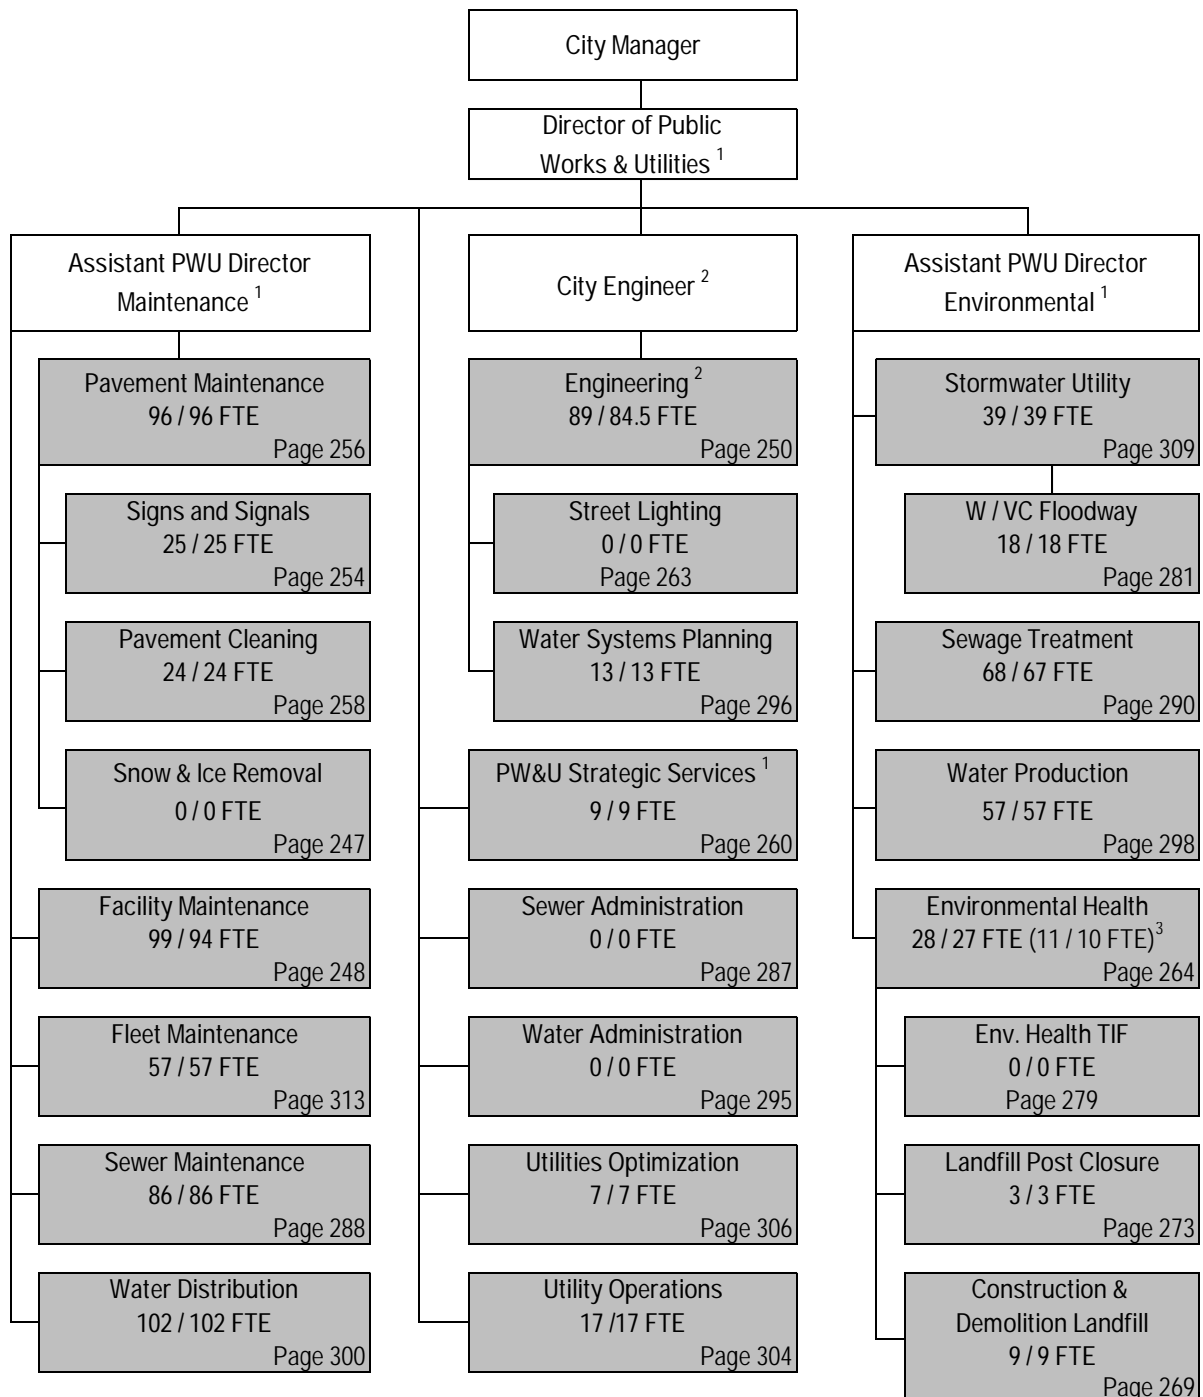 City Manager
Director of Public
Works & Utilities 1
Assistant PWU Director
Maintenance 1
Pavement Maintenance
96 / 96 FTE
Page 256
Signs and Signals
25 / 25 FTE
Page 254
Pavement Cleaning
24 / 24 FTE
Page 258
Snow & Ice Removal
0 / 0 FTE
Page 247
Facility Maintenance
99 / 94 FTE
Page 248
Fleet Maintenance
57 / 57 FTE
Page 313
Sewer Maintenance
86 / 86 FTE
Page 288
Water Distribution
102 / 102 FTE
Page 300
City Engineer 2
Engineering 2
89 / 84.5 FTE
Page 250
Street Lighting
0 / 0 FTE
Page 263
Water Systems Planning
13 / 13 FTE
Page 296
PW&U Strategic Services 1
9 / 9 FTE
Page 260
Sewer Administration
0 / 0 FTE
Page 287
Water Administration
0 / 0 FTE
Page 295
Utilities Optimization
7 / 7 FTE
Page 306
Utility Operations
17 /17 FTE
Page 304
Assistant PWU Director
Environmental 1
Stormwater Utility
39 / 39 FTE
Page 309
W / VC Floodway
18 / 18 FTE
Page 281
Sewage Treatment
68 / 67 FTE
Page 290
Water Production
57 / 57 FTE
Page 298
Environmental Health
28 / 27 FTE (11 / 10 FTE)3
Page 264
Env. Health TIF
0 / 0 FTE
Page 279
Landfill Post Closure
3 / 3 FTE
Page 273
Construction &
Demolition Landfill
9 / 9 FTE
Page 269